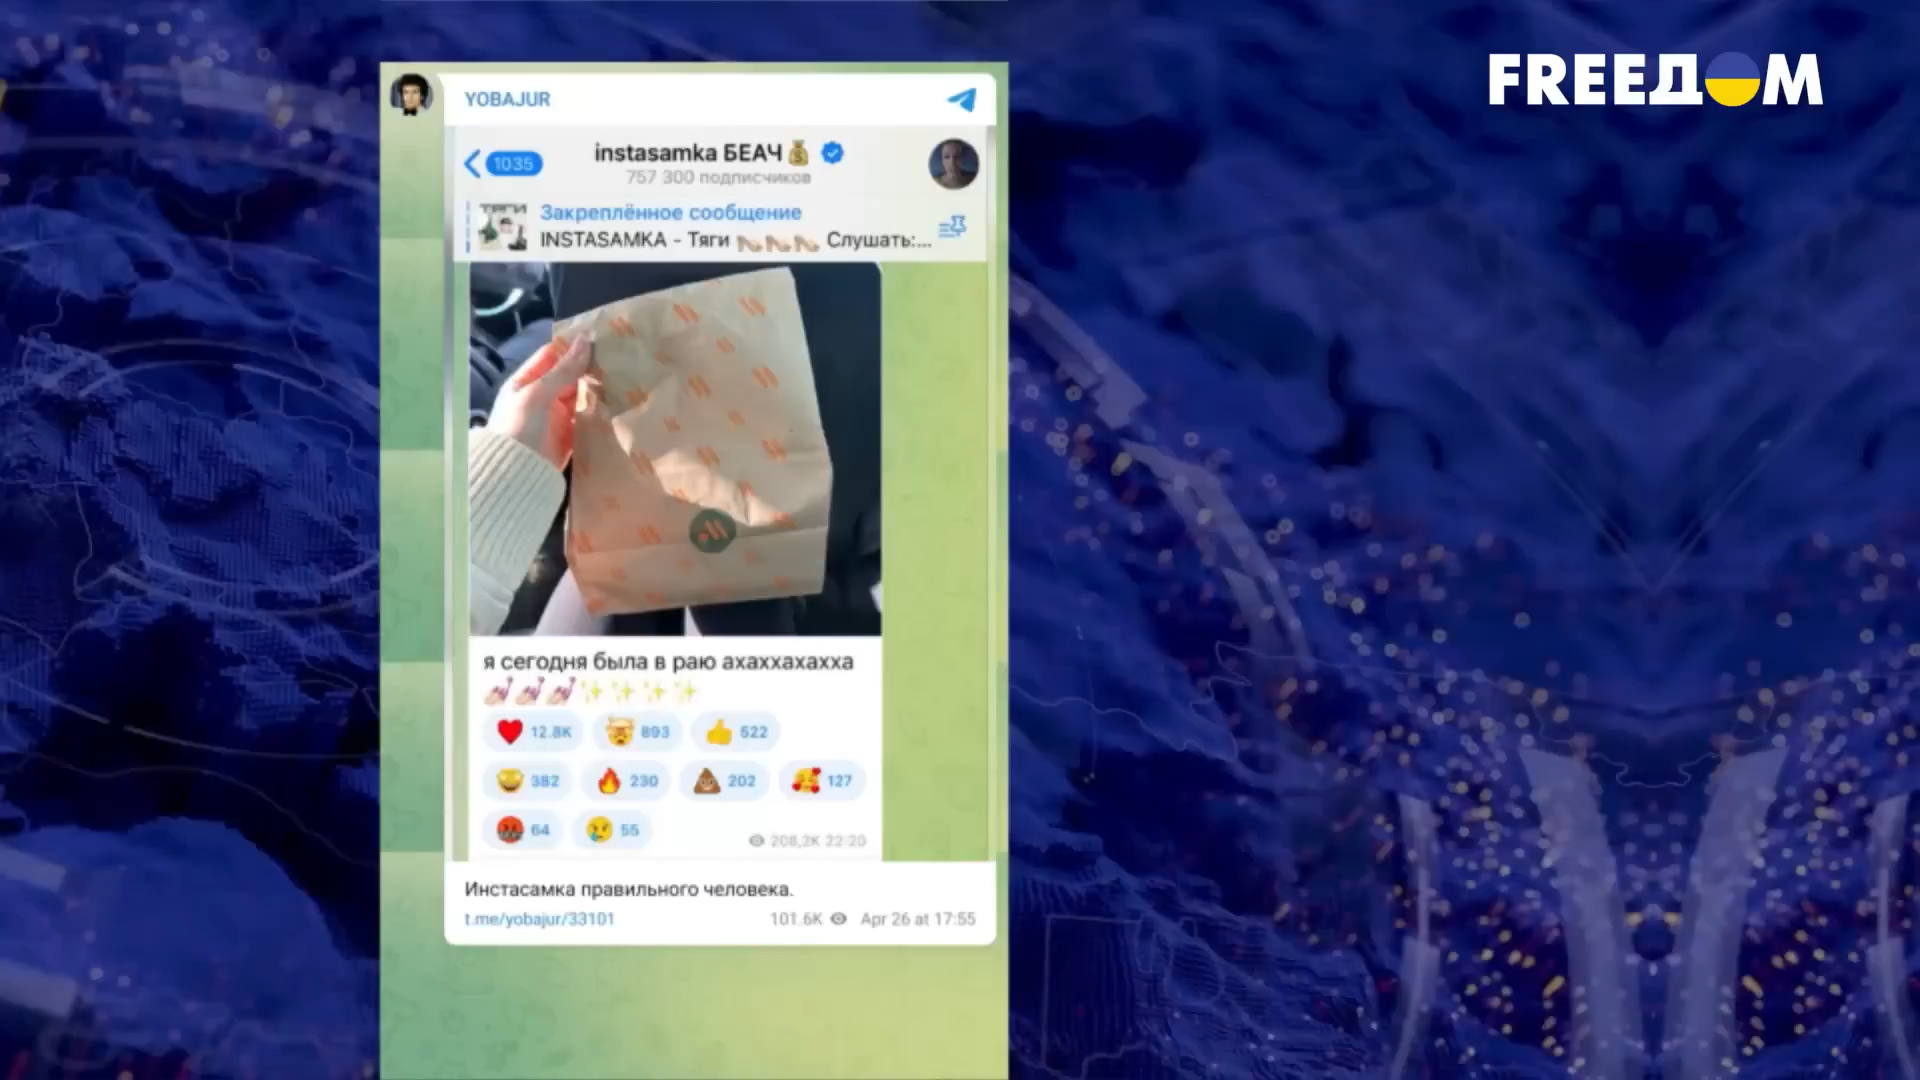 FREEДOM
YOBAJUR
1035
instasamka БЕАЧ
757 300 подписчиков
Закреплённое сообщение
ТЯГИ
INSTASAMKA - Тяги Слушать:...
я сегодня была в раю ахаххахахха
12.8K 893 522
382 230 202 127
64 55
208,2K 22:20
Инстасамка правильного человека.
t.me/yobajur/33101 101.6K Apr 26 at 17:55